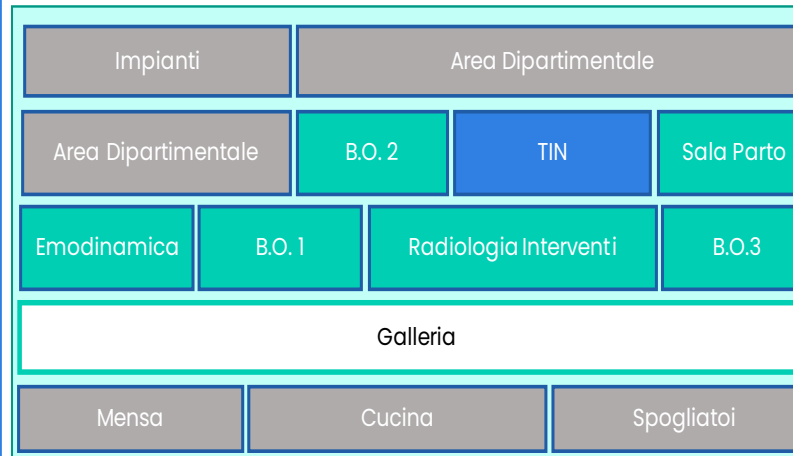 Impianti
Area Dipartimentale
Area Dipartimentale
B.O. 2
TIN
Sala Parto
Emodinamica
B.O. 1
Radiologia Interventi
B.O.3
Galleria
Mensa
Cucina
Spogliatoi